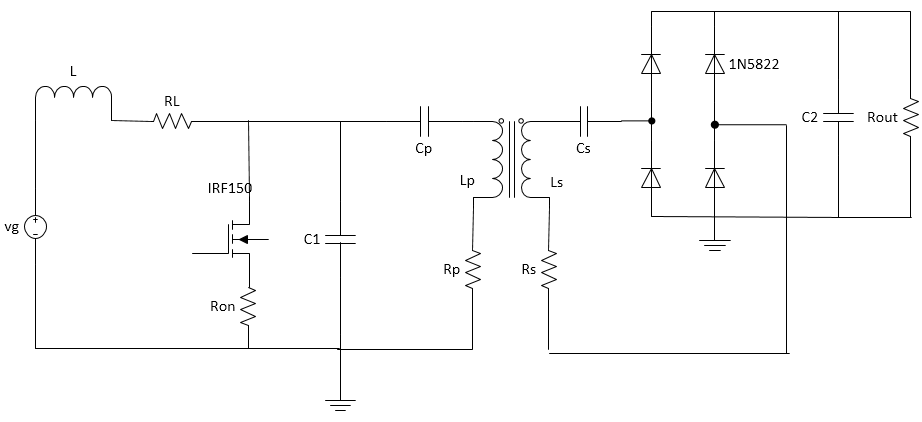 L
RL
1N5822
C2
Rout
Cp
Cs
Lp
Ls
IRF150
vg
+
−
C1
Rp
Rs
Ron